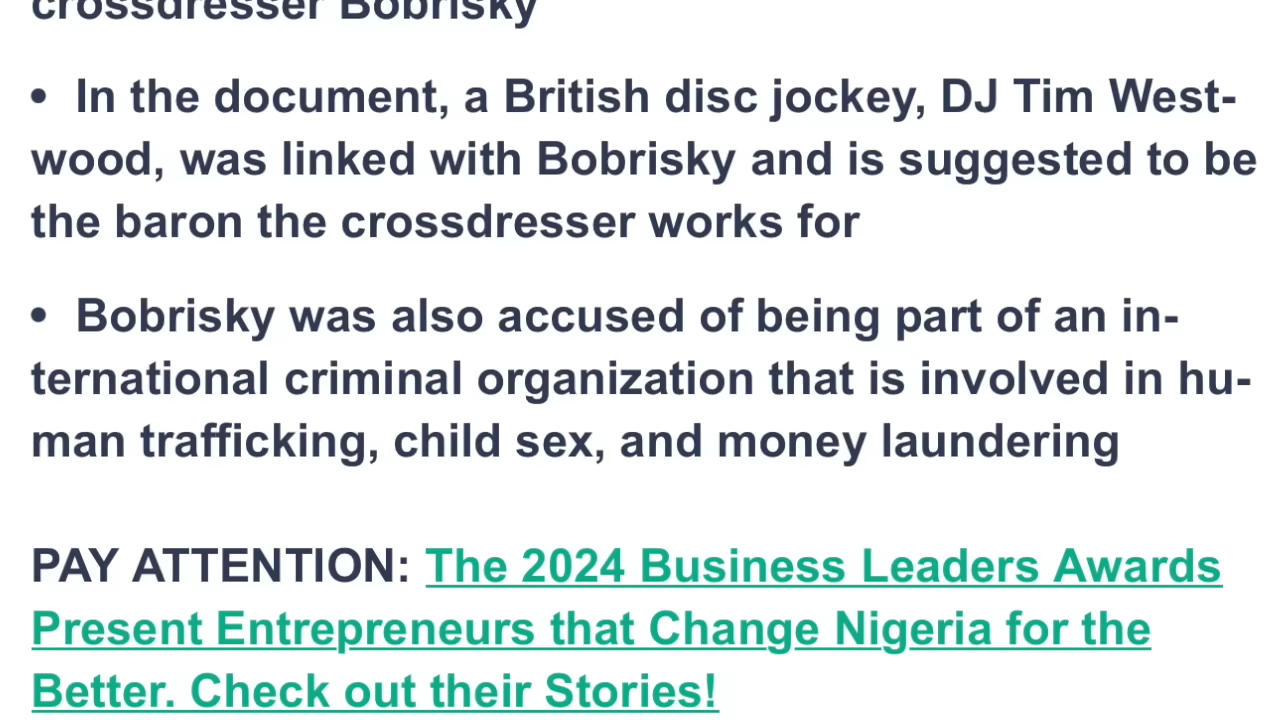 crossdresser Bobrisky
• In the document, a British disc jockey, DJ Tim West-
wood, was linked with Bobrisky and is suggested to be
the baron the crossdresser works for
• Bobrisky was also accused of being part of an in-
ternational criminal organization that is involved in hu-
man trafficking, child sex, and money laundering
PAY ATTENTION: The 2024 Business Leaders Awards
Present Entrepreneurs that Change Nigeria for the
Better. Check out their Stories!